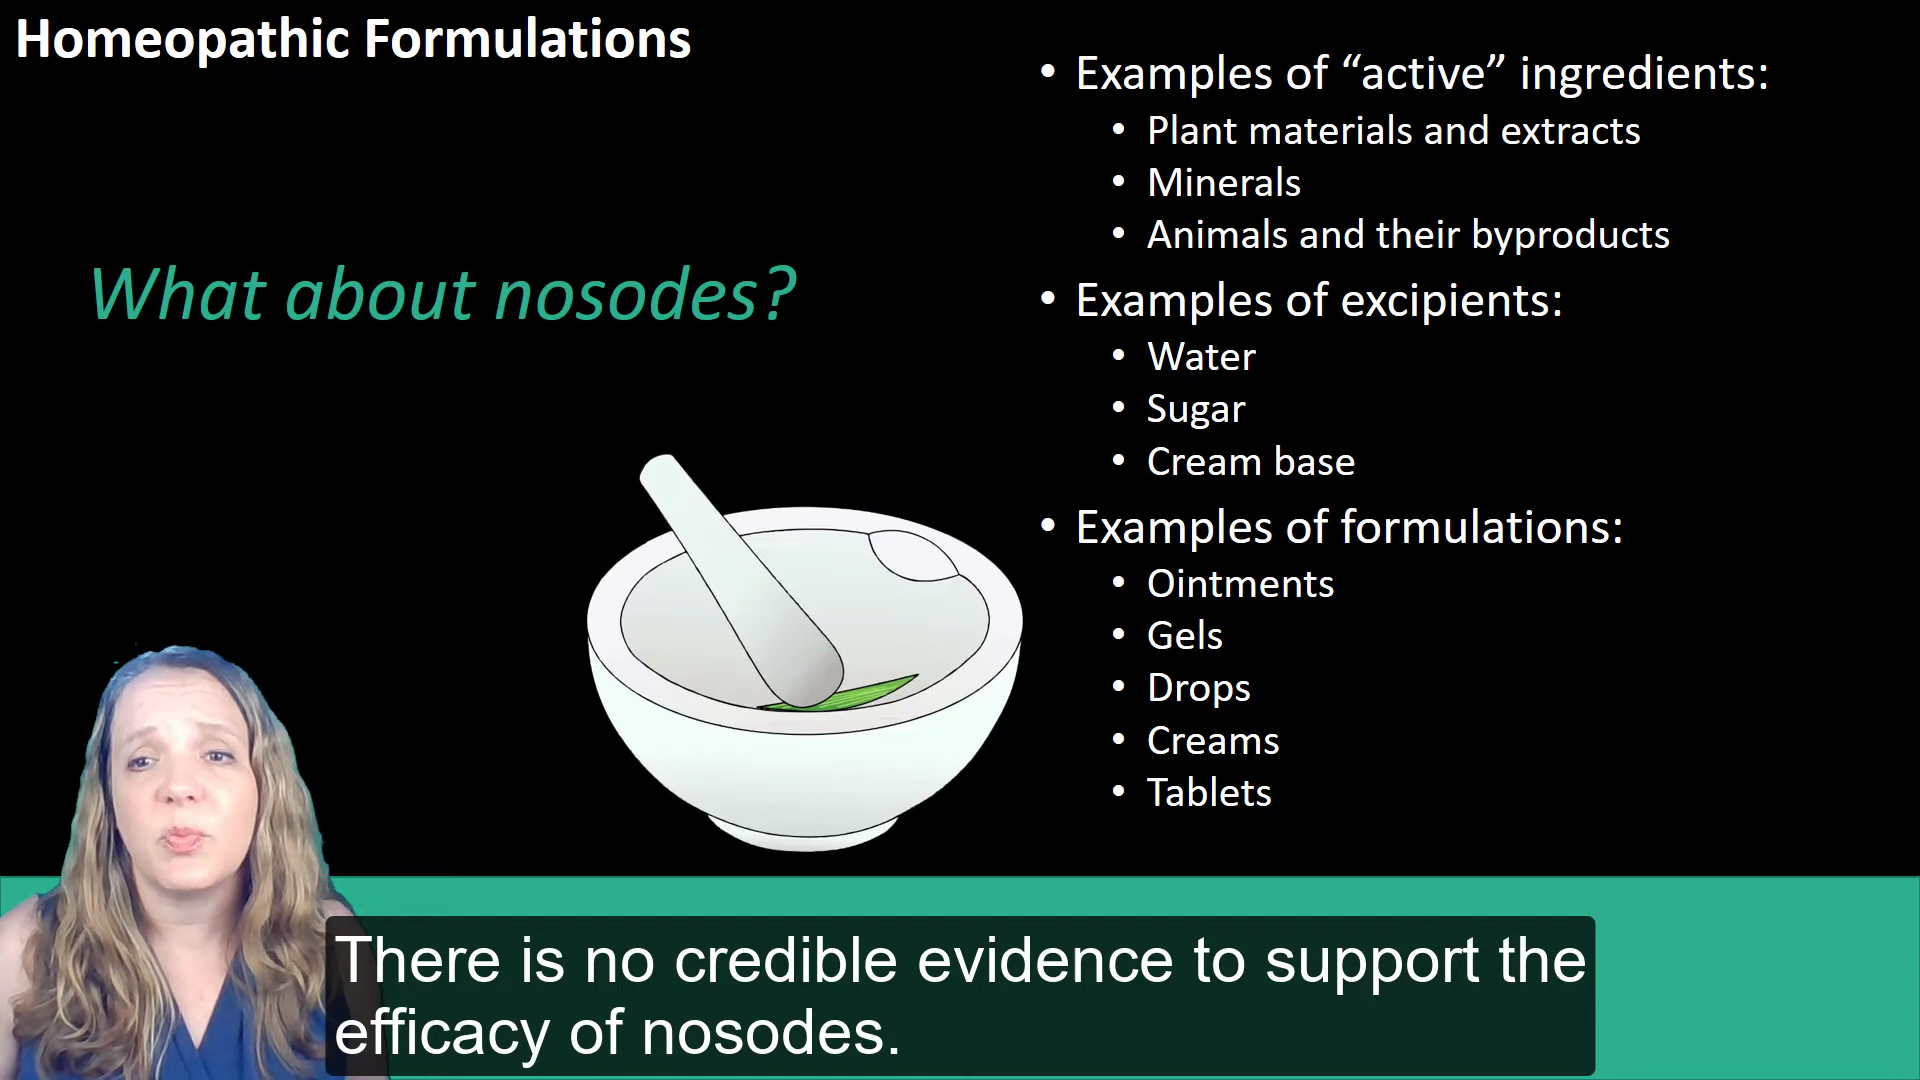 Homeopathic Formulations
What about nosodes?
• Examples of “active” ingredients:
• Plant materials and extracts
• Minerals
• Animals and their byproducts
• Examples of excipients:
• Water
• Sugar
• Cream base
• Examples of formulations:
• Ointments
• Gels
• Drops
• Creams
• Tablets
There is no credible evidence to support the
efficacy of nosodes.